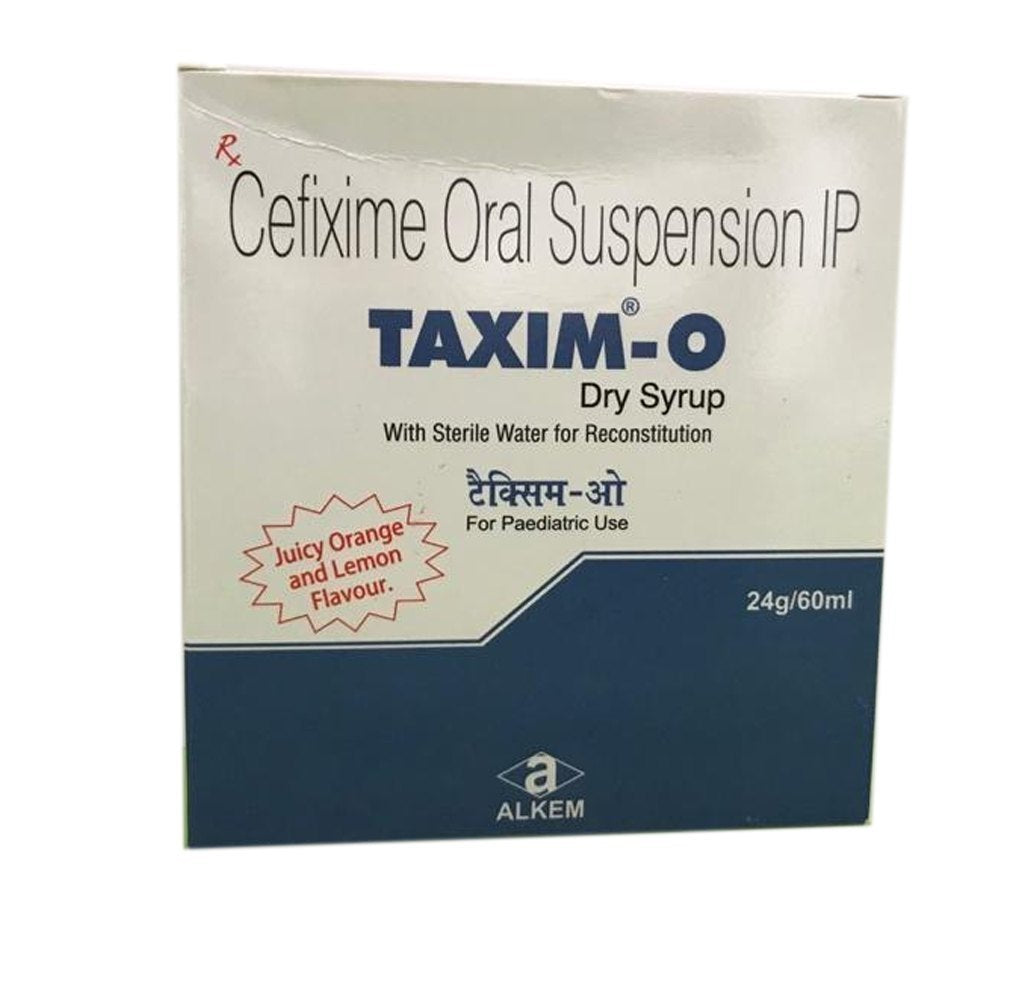 Rx
Cefixime Oral Suspension IP
TAXIM®-O
Dry Syrup
With Sterile Water for Reconstitution
टैक्सिम-ओ
For Paediatric Use
Juicy Orange
and Lemon
Flavour.
24g/60ml
a
ALKEM